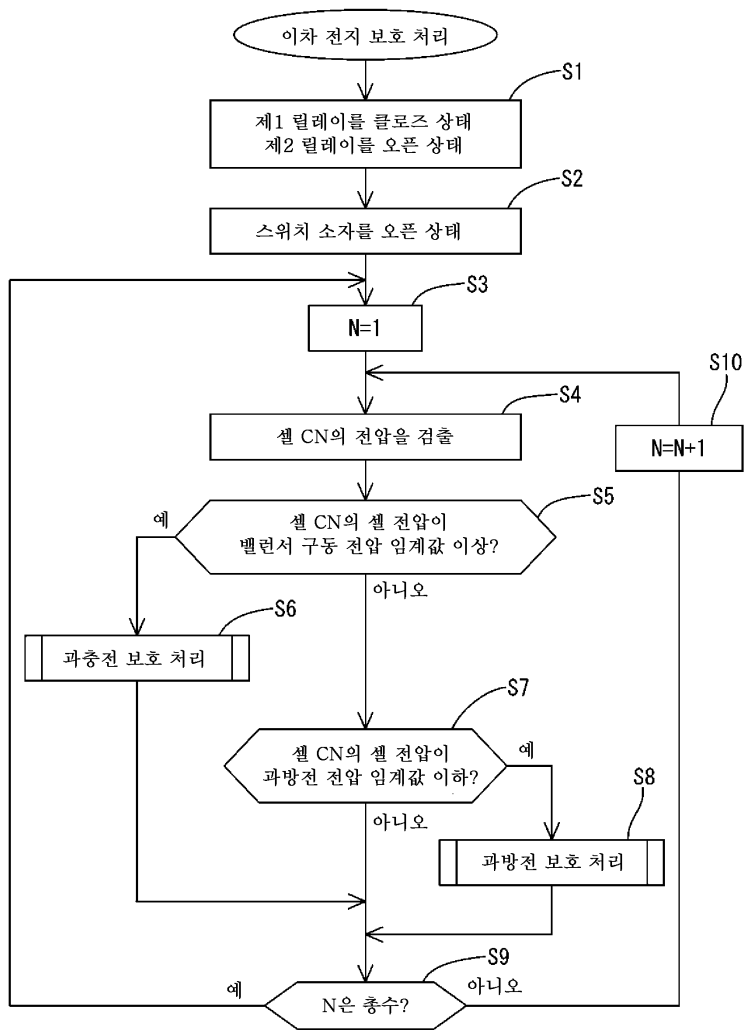 이차 전지 보호 처리
S1
제1 릴레이를 클로즈 상태
제2 릴레이를 오픈 상태
S2
스위치 소자를 오픈 상태
S3
N=1
S10
N=N+1
S4
셀 CN의 전압을 검출
S5
셀 CN의 셀 전압이
밸런서 구동 전압 임계값 이상?
예
아니오
S6
과충전 보호 처리
S7
셀 CN의 셀 전압이
과방전 전압 임계값 이하?
예
아니오
S8
과방전 보호 처리
S9
N은 총수?
예
아니오